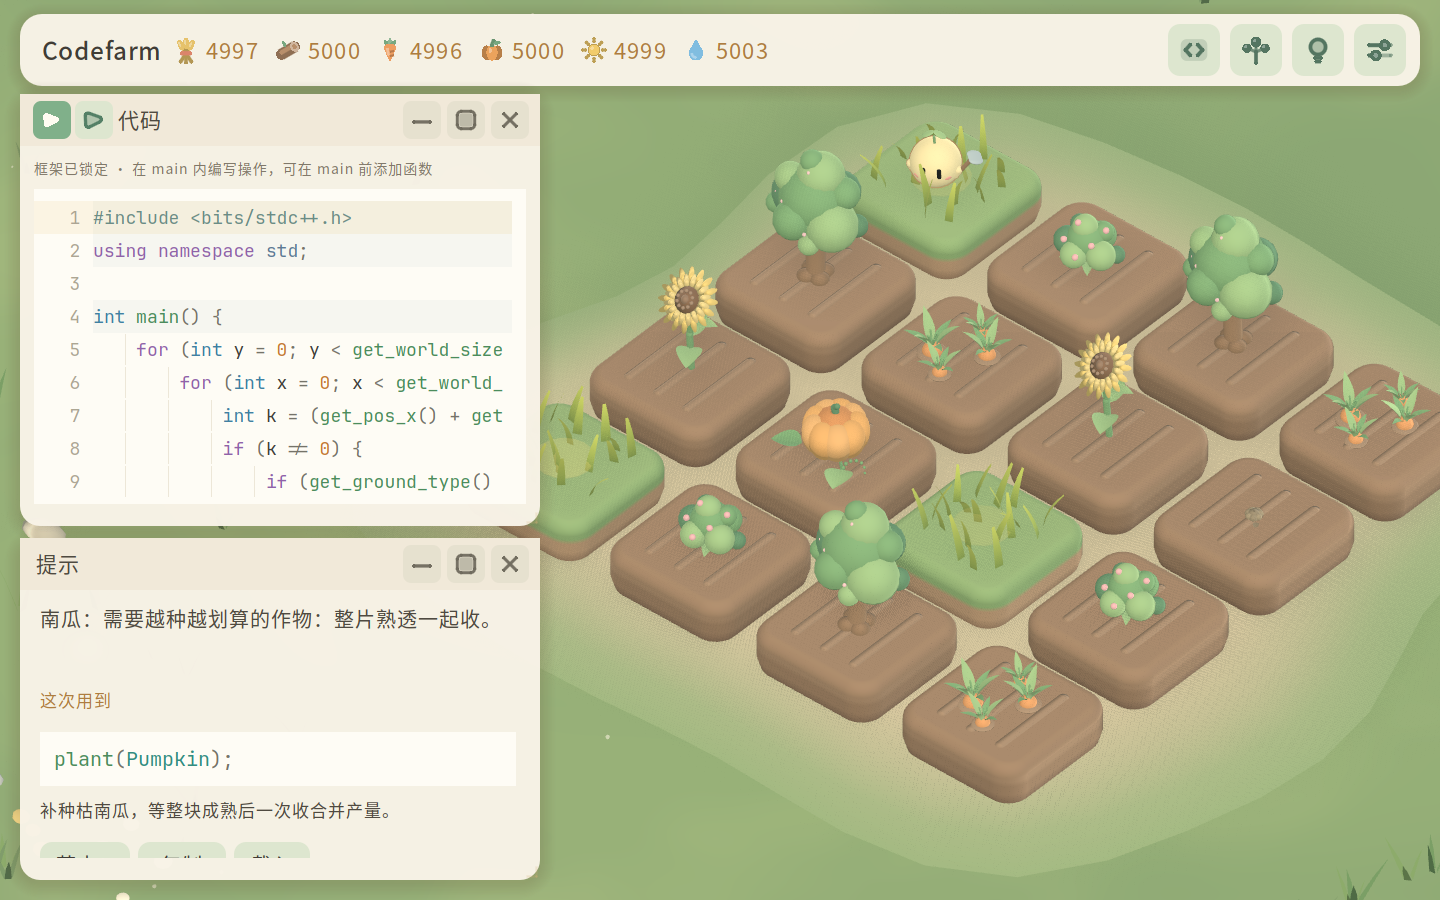 Codefarm 4997 5000 4996 5000 4999 5003
代码
框架已锁定 · 在 main 内编写操作，可在 main 前添加函数
1 #include <bits/stdc++.h>
2 using namespace std;
3
4 int main() {
5 for (int y = 0; y < get_world_size
6 for (int x = 0; x < get_world_
7 int k = (get_pos_x() + get
8 if (k != 0) {
9 if (get_ground_type()
提示
南瓜：需要越种越划算的作物：整片熟透一起收。
这次用到
plant(Pumpkin);
补种枯南瓜，等整块成熟后一次收合并产量。